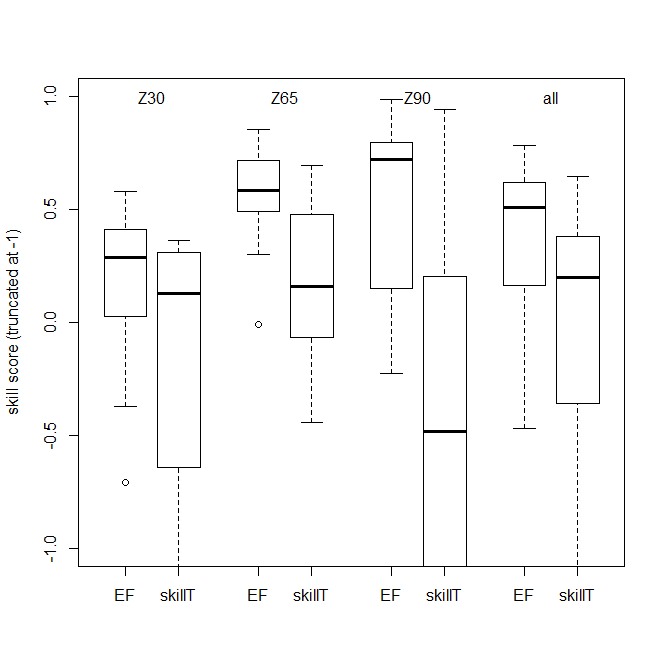 Z30 Z65 Z90 all
1.0
0.5
0.0
-0.5
-1.0
skill score (truncated at -1)
EF skillT EF skillT EF skillT EF skillT